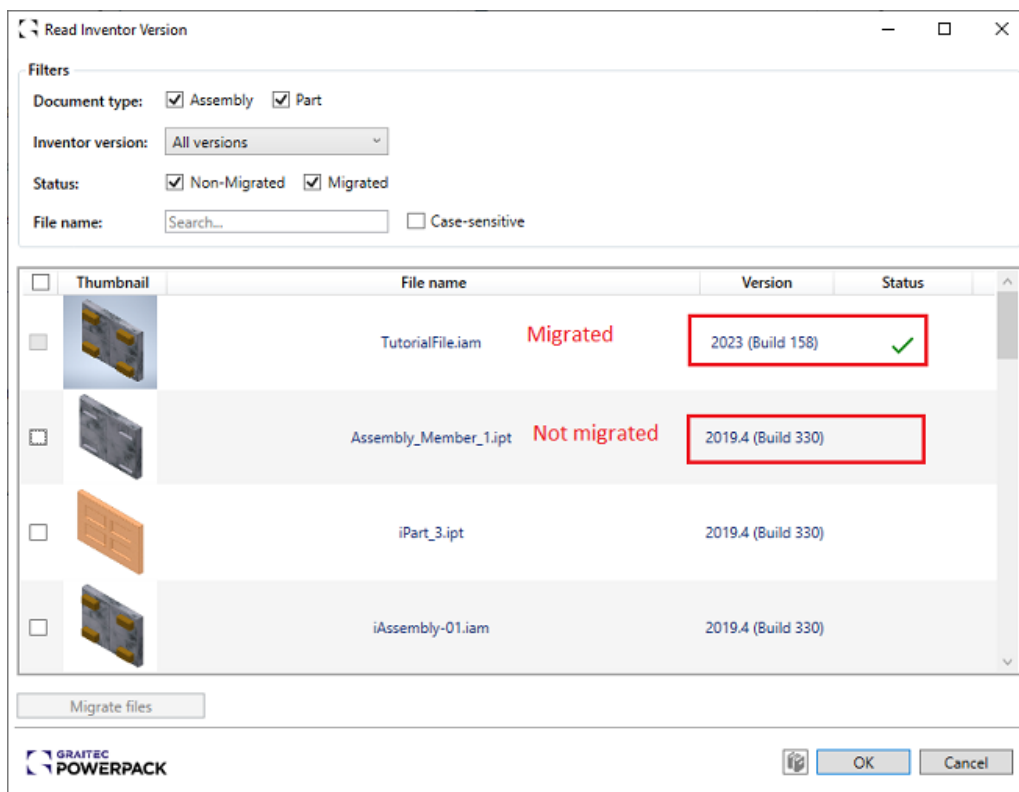 Read Inventor Version
Filters
Document type: Assembly Part
Inventor version: All versions
Status: Non-Migrated Migrated
File name: Search... Case-sensitive
Thumbnail File name Version Status
TutorialFile.iam Migrated 2023 (Build 158)
Assembly_Member_1.ipt Not migrated 2019.4 (Build 330)
iPart_3.ipt 2019.4 (Build 330)
iAssembly-01.iam 2019.4 (Build 330)
Migrate files
GRAITEC
POWERPACK
OK Cancel